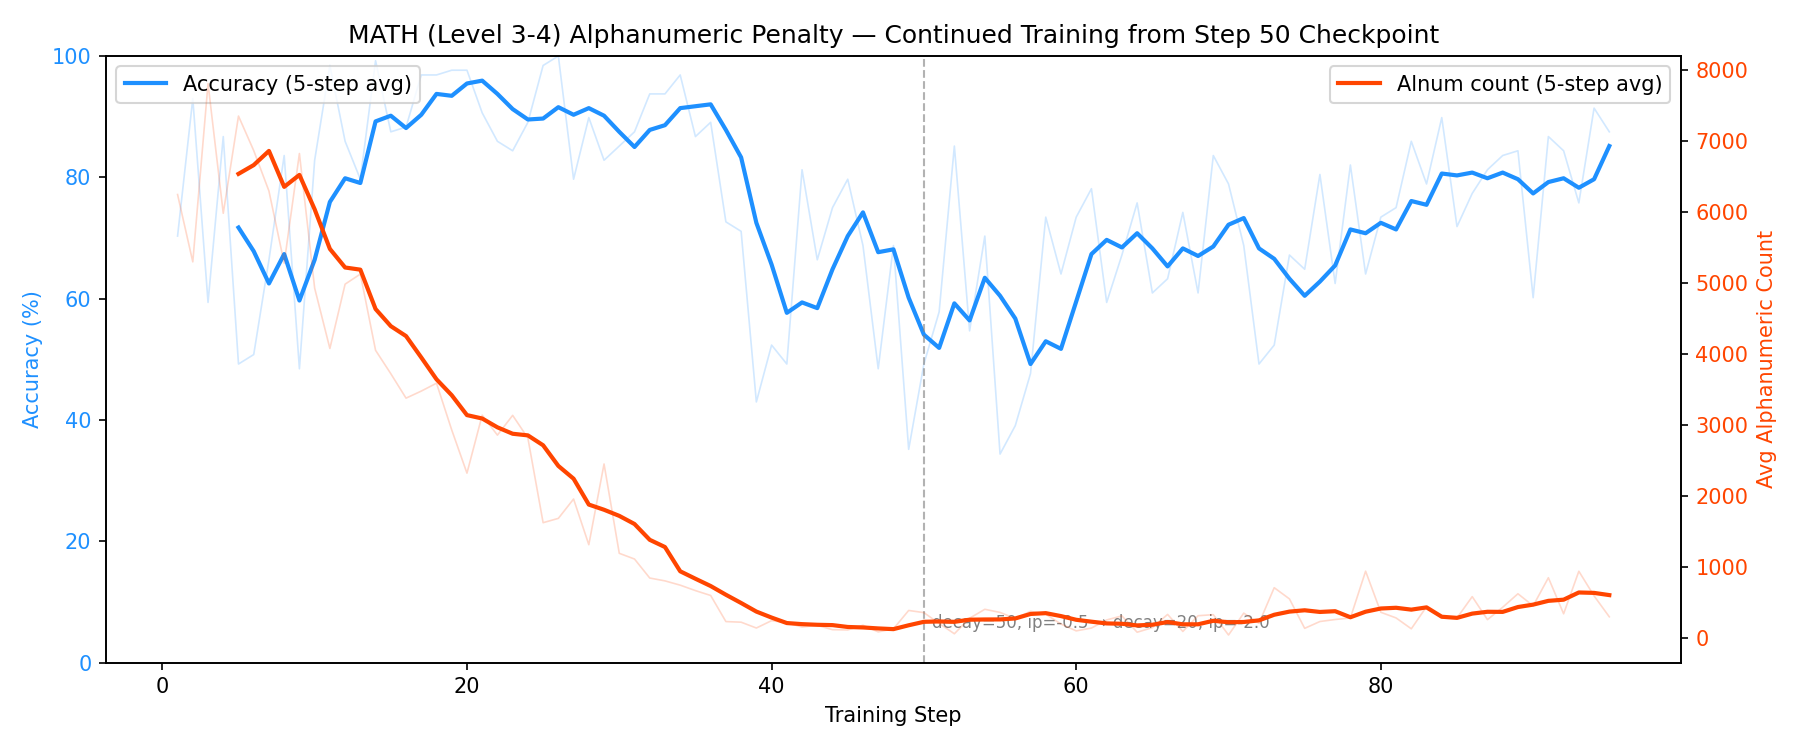 MATH (Level 3-4) Alphanumeric Penalty — Continued Training from Step 50 Checkpoint
Accuracy (5-step avg)
Alnum count (5-step avg)
Accuracy (%)
100
80
60
40
20
0
8000
7000
6000
5000
4000
3000
2000
1000
0
Avg Alphanumeric Count
decay=50, ip=-0.5 → decay=20, ip=-2.0
0
20
40
60
80
Training Step